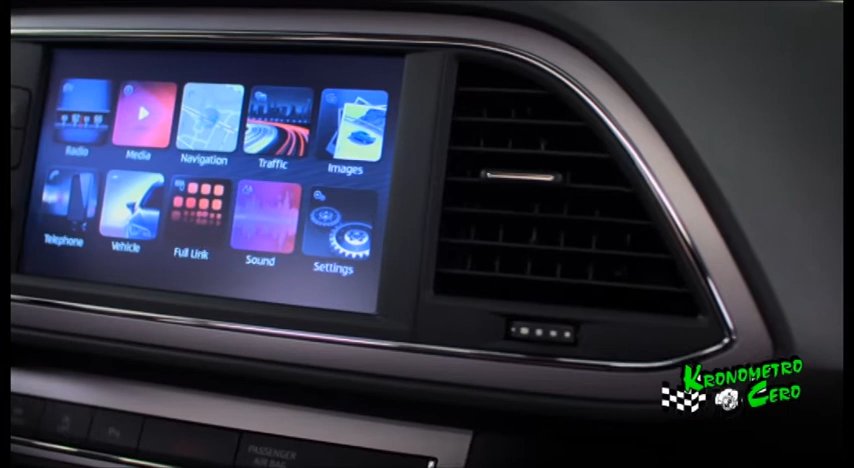 Radio
Media
Navigation
Traffic
Images
Telephone
Vehicle
Full Link
Sound
Settings
PASSENGER
AIR BAG
KRONOMETRO
CERO